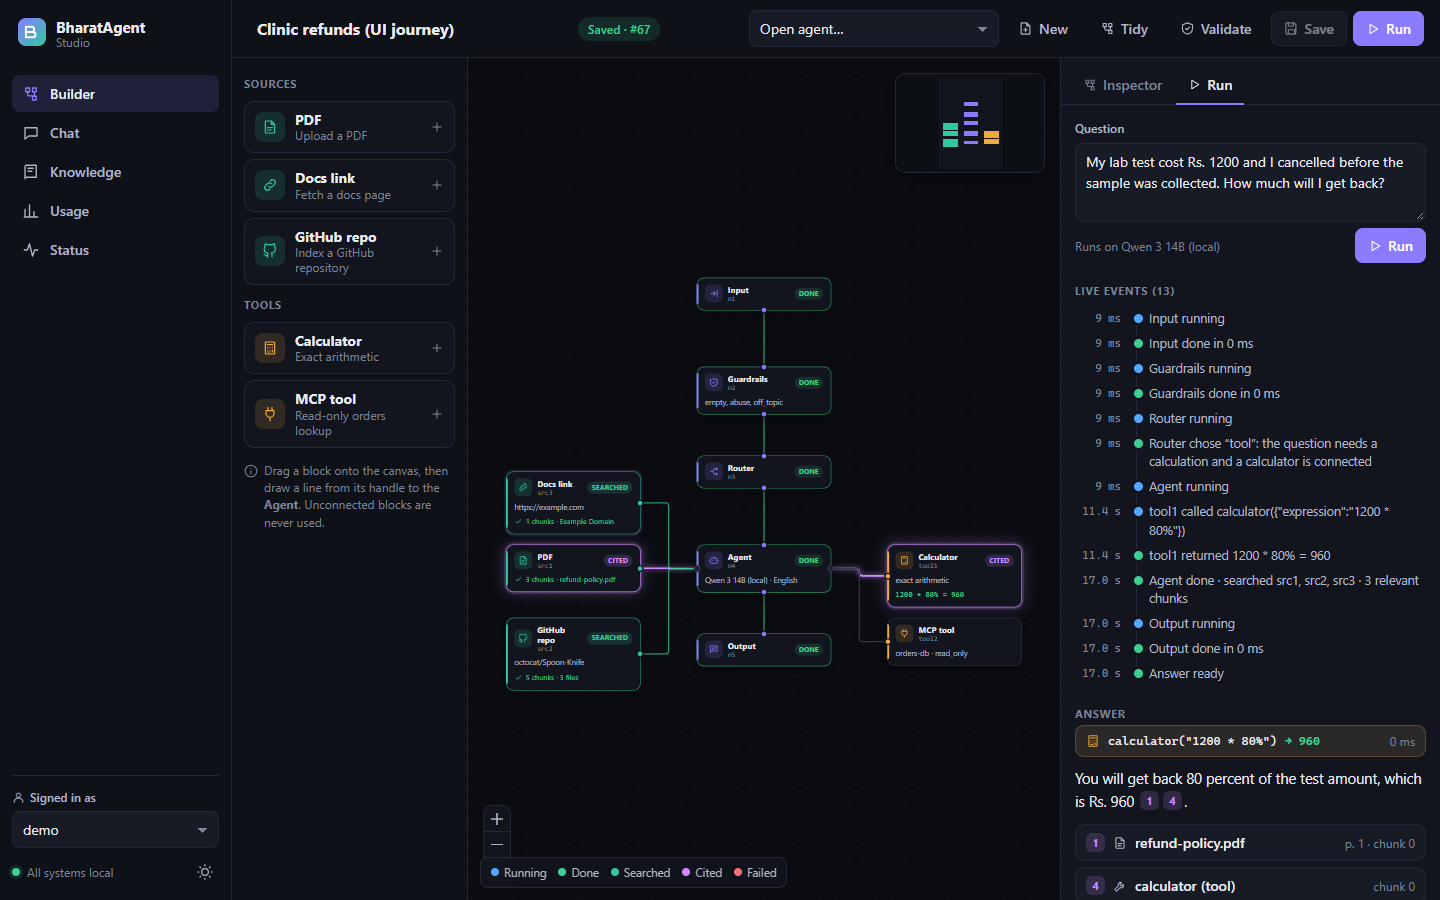 BharatAgent
Studio
Builder
Chat
Knowledge
Usage
Status
Signed in as
demo
All systems local
Clinic refunds (UI journey)
Saved · #67
Open agent...
New
Tidy
Validate
Save
Run
SOURCES
PDF
Upload a PDF
Docs link
Fetch a docs page
GitHub repo
Index a GitHub
repository
TOOLS
Calculator
Exact arithmetic
MCP tool
Read-only orders
lookup
Drag a block onto the canvas, then
draw a line from its handle to the
Agent. Unconnected blocks are
never used.
Input
n1
DONE
Guardrails
n2
DONE
empty, abuse, off_topic
Router
n3
DONE
Docs link
src3
SEARCHED
https://example.com
✓ 1 chunks · Example Domain
PDF
src1
CITED
✓ 3 chunks · refund-policy.pdf
GitHub
repo
src2
SEARCHED
octocat/Spoon-Knife
✓ 5 chunks · 3 files
Agent
n4
DONE
Qwen 3 14B (local) · English
Output
n5
DONE
Calculator
tool1
CITED
exact arithmetic
1200 * 80% = 960
MCP tool
tool2
orders-db · read_only
Running
Done
Searched
Cited
Failed
Inspector
Run
Question
My lab test cost Rs. 1200 and I cancelled before the
sample was collected. How much will I get back?
Runs on Qwen 3 14B (local)
Run
LIVE EVENTS (13)
9 ms Input running
9 ms Input done in 0 ms
9 ms Guardrails running
9 ms Guardrails done in 0 ms
9 ms Router running
9 ms Router chose “tool”: the question needs a
calculation and a calculator is connected
9 ms Agent running
11.4 s tool1 called calculator({"expression":"1200 *
80%"})
11.4 s tool1 returned 1200 * 80% = 960
17.0 s Agent done · searched src1, src2, src3 · 3 relevant
chunks
17.0 s Output running
17.0 s Output done in 0 ms
17.0 s Answer ready
ANSWER
calculator("1200 * 80%") → 960 0 ms
You will get back 80 percent of the test amount, which
is Rs. 960 1 4 .
1 refund-policy.pdf p. 1 · chunk 0
4 calculator (tool) chunk 0